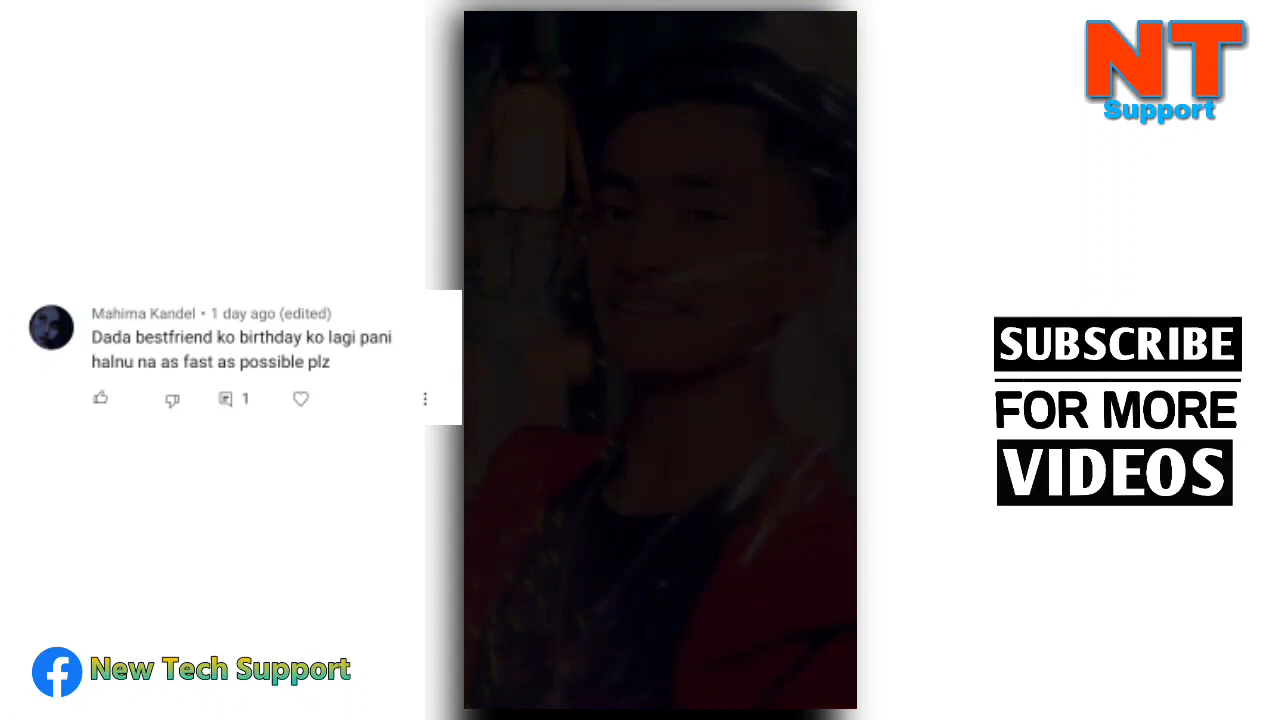 NT
Support
Mahima Kandel • 1 day ago (edited)
Dada bestfriend ko birthday ko lagi pani
halnu na as fast as possible plz
1
SUBSCRIBE
FOR MORE
VIDEOS
New Tech Support